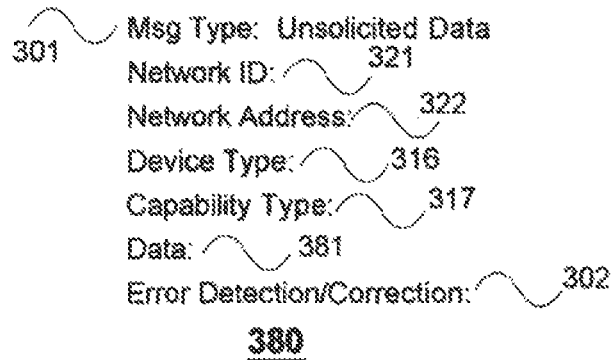 301 Msg Type: Unsolicited Data
Network ID: 321
Network Address: 322
Device Type: 316
Capability Type: 317
Data: 381
Error Detection/Correction: 302
380